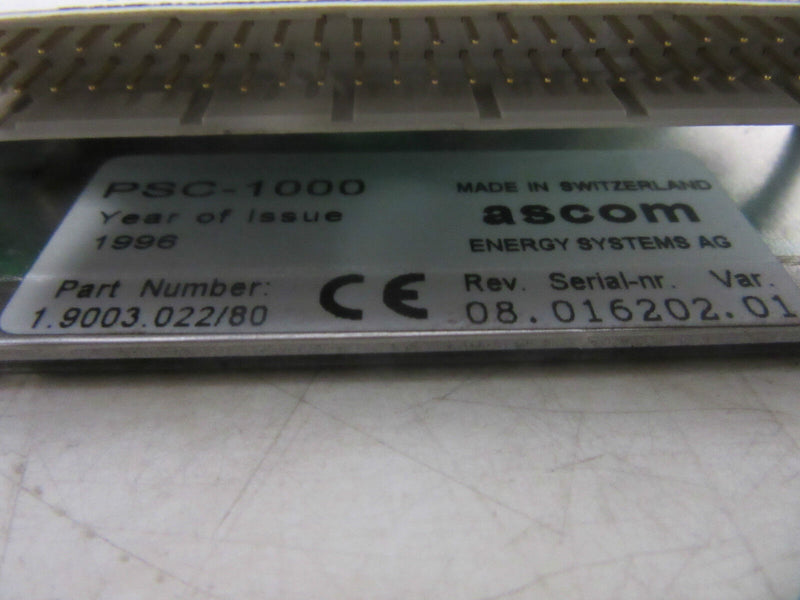 PSC-1000
Year of Issue
1996
MADE IN SWITZERLAND
ascom
ENERGY SYSTEMS AG
Part Number:
1.9003.022/80
CE
Rev. Serial-nr. Var.
08.016202.01